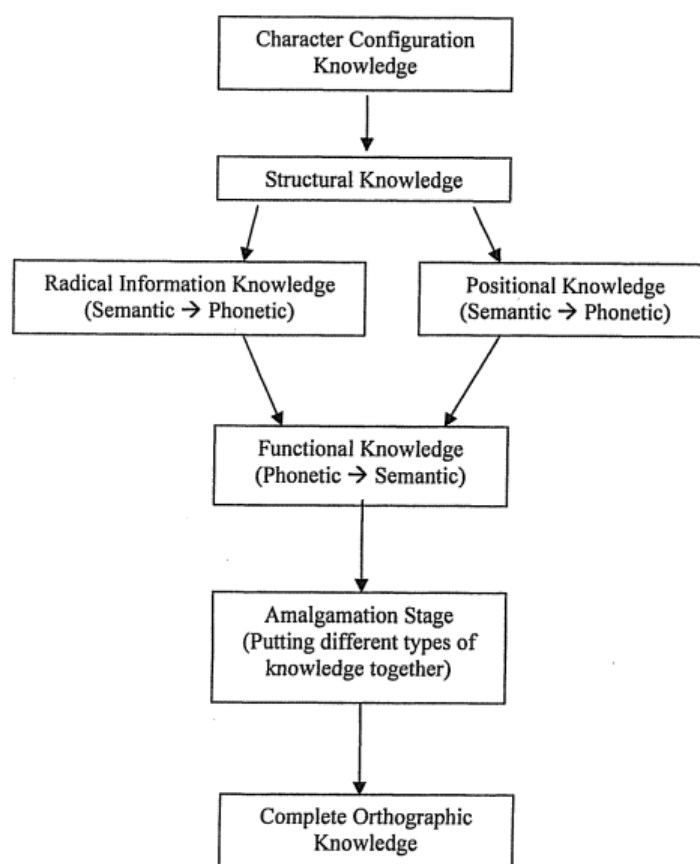 Character Configuration
Knowledge
Structural Knowledge
Radical Information Knowledge
(Semantic → Phonetic)
Positional Knowledge
(Semantic → Phonetic)
Functional Knowledge
(Phonetic → Semantic)
Amalgamation Stage
(Putting different types of
knowledge together)
Complete Orthographic
Knowledge